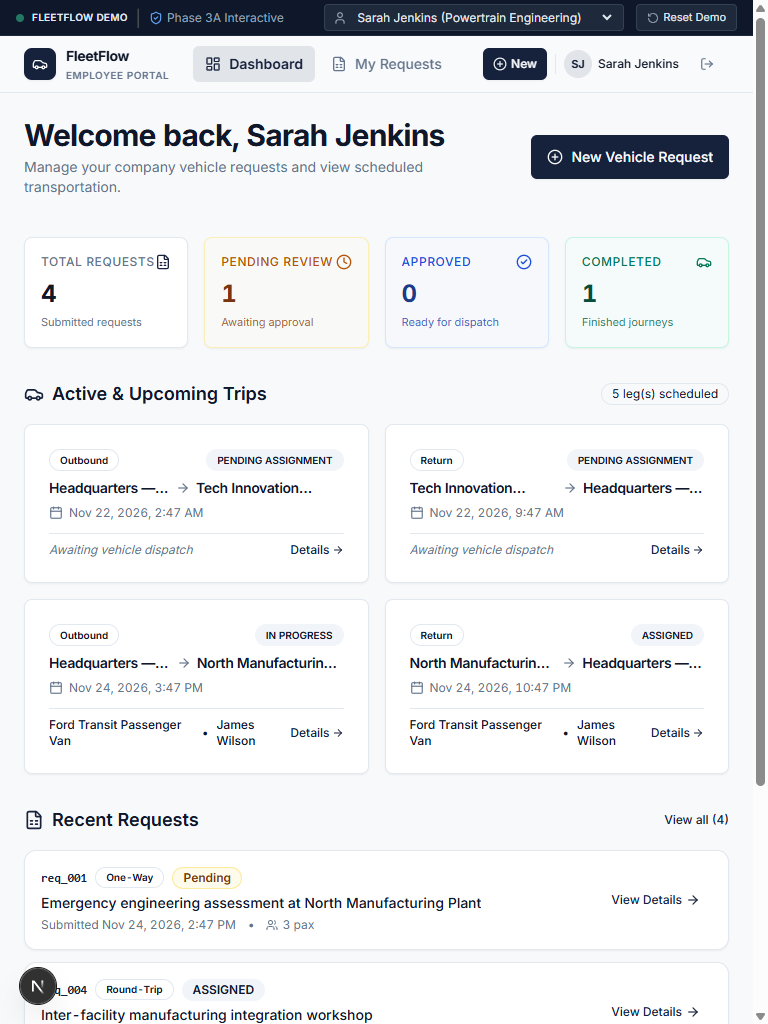 FLEETFLOW DEMO
Phase 3A Interactive
Sarah Jenkins (Powertrain Engineering)
Reset Demo
FleetFlow
EMPLOYEE PORTAL
Dashboard
My Requests
New
SJ
Sarah Jenkins
Welcome back, Sarah Jenkins
Manage your company vehicle requests and view scheduled
transportation.
New Vehicle Request
TOTAL REQUESTS
4
Submitted requests
PENDING REVIEW
1
Awaiting approval
APPROVED
0
Ready for dispatch
COMPLETED
1
Finished journeys
Active & Upcoming Trips
5 leg(s) scheduled
Outbound
PENDING ASSIGNMENT
Headquarters —... → Tech Innovation...
Nov 22, 2026, 2:47 AM
Awaiting vehicle dispatch
Details →
Return
PENDING ASSIGNMENT
Tech Innovation... → Headquarters —...
Nov 22, 2026, 9:47 AM
Awaiting vehicle dispatch
Details →
Outbound
IN PROGRESS
Headquarters —... → North Manufacturin...
Nov 24, 2026, 3:47 PM
Ford Transit Passenger
Van
• James
Wilson
Details →
Return
ASSIGNED
North Manufacturin... → Headquarters —...
Nov 24, 2026, 10:47 PM
Ford Transit Passenger
Van
• James
Wilson
Details →
Recent Requests
View all (4)
req_001
One-Way
Pending
Emergency engineering assessment at North Manufacturing Plant
Submitted Nov 24, 2026, 2:47 PM • 3 pax
View Details →
N
q_004
Round-Trip
ASSIGNED
Inter-facility manufacturing integration workshop
View Details →